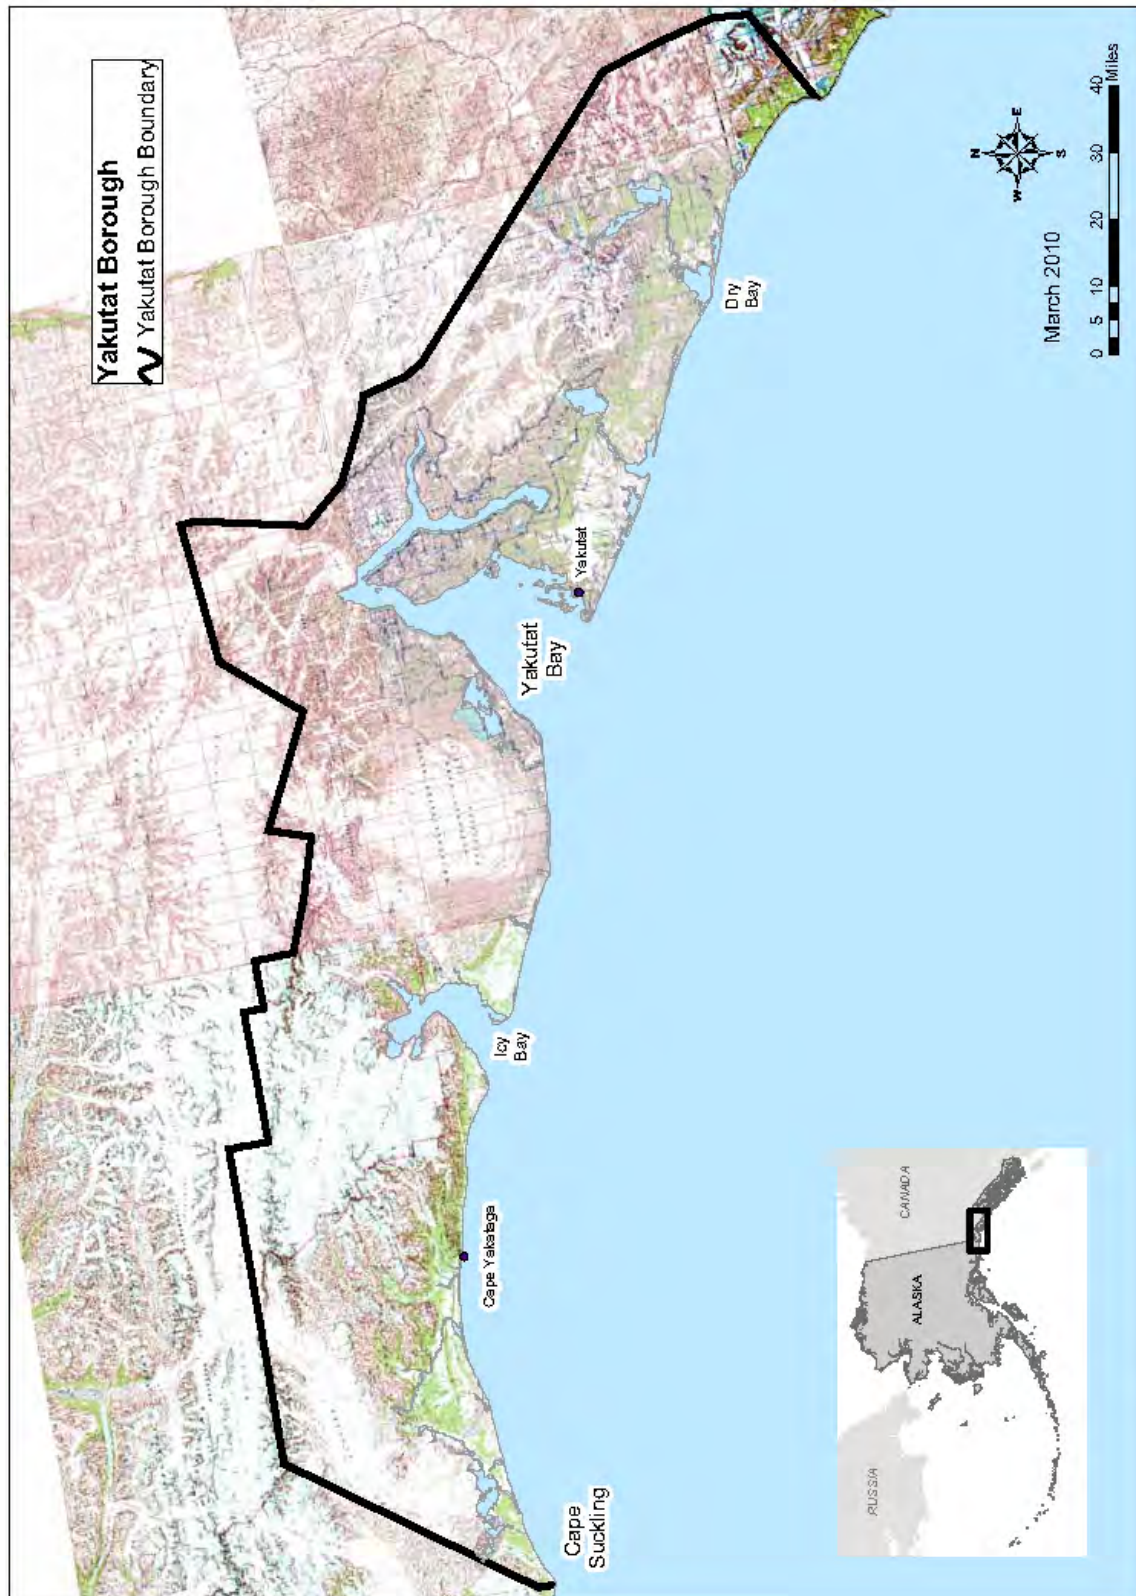 Yakutat Borough
Yakutat Borough Boundary
Cape
Suckling
Cape Yakataga
Icy
Bay
Yakutat
Bay
Yakutat
Dry
Bay
RUSSIA
ALASKA
CANADA
March 2010
N
W
E
S
0 5 10 20 30 40
Miles